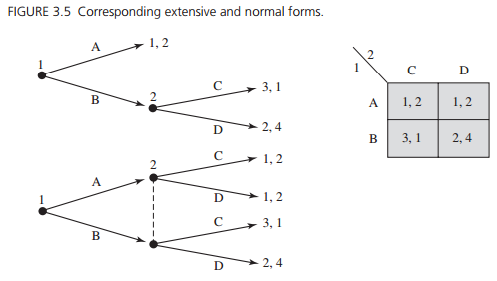 FIGURE 3.5 Corresponding extensive and normal forms.
1
A
1, 2
B
2
C
3, 1
D
2, 4
1
A
B
2
C
1, 2
D
1, 2
C
3, 1
D
2, 4
2
1
C D
A 1, 2 1, 2
B 3, 1 2, 4